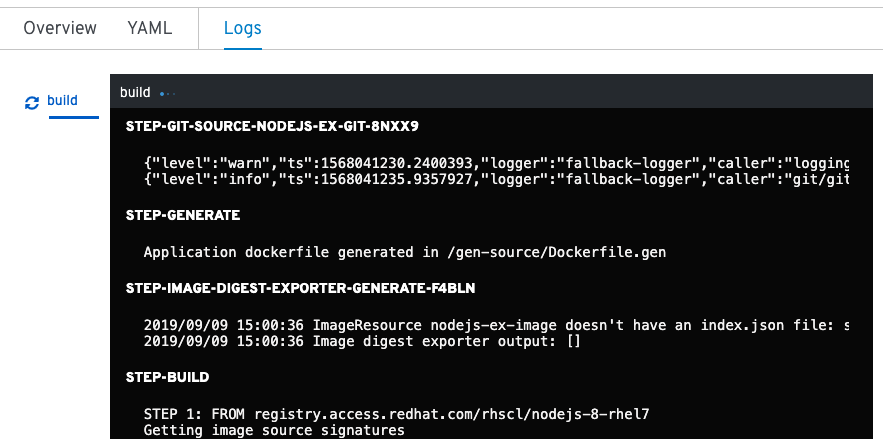 Overview YAML Logs
build
build
STEP-GIT-SOURCE-NODEJS-EX-GIT-8NXX9
{"level":"warn","ts":1568041230.2400393,"logger":"fallback-logger","caller":"logging
{"level":"info","ts":1568041235.9357927,"logger":"fallback-logger","caller":"git/git
STEP-GENERATE
Application dockerfile generated in /gen-source/Dockerfile.gen
STEP-IMAGE-DIGEST-EXPORTER-GENERATE-F4BLN
2019/09/09 15:00:36 ImageResource nodejs-ex-image doesn't have an index.json file: s
2019/09/09 15:00:36 Image digest exporter output: []
STEP-BUILD
STEP 1: FROM registry.access.redhat.com/rhscl/nodejs-8-rhel7
Getting image source signatures